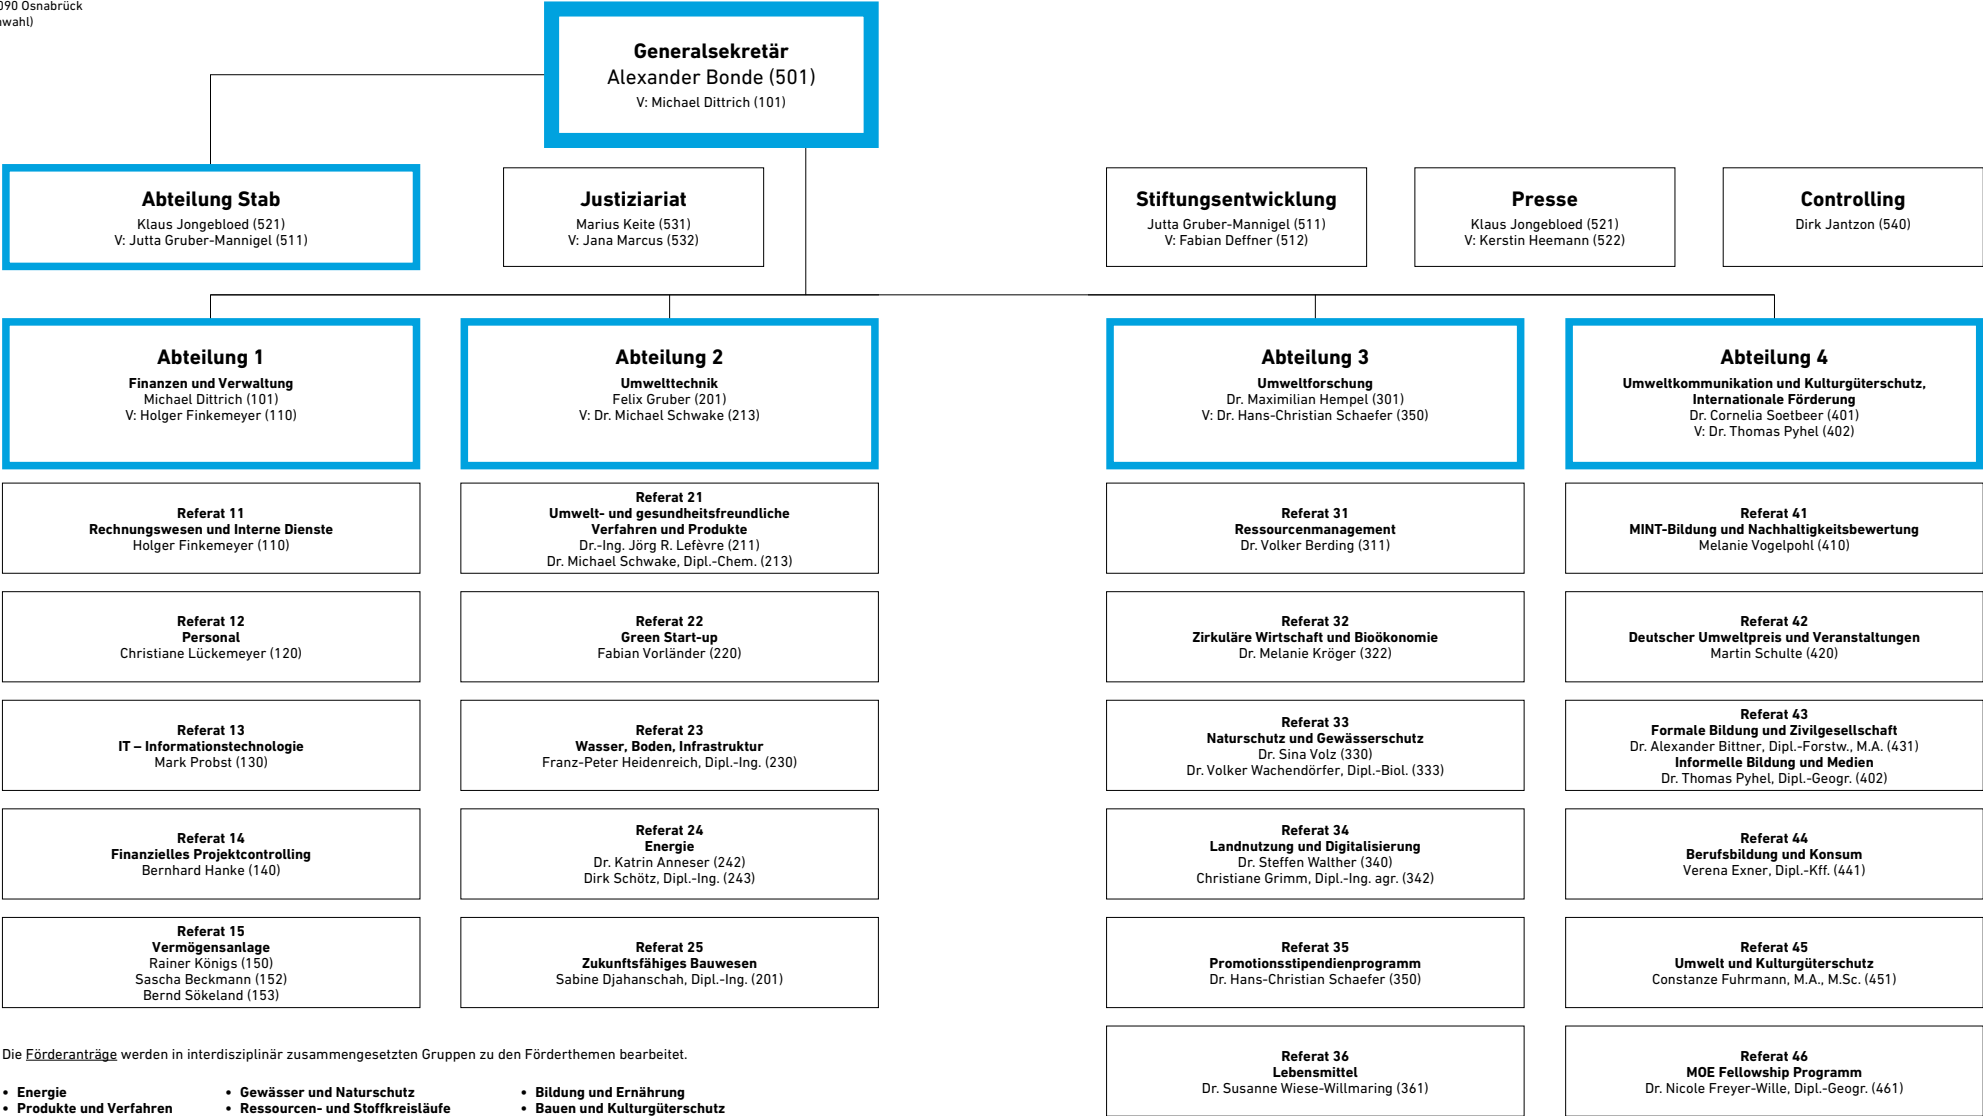 090 Osnabrück
wahl)
Generalsekretär
Alexander Bonde (501)
V: Michael Dittrich (101)
Abteilung Stab
Klaus Jongebloed (521)
V: Jutta Gruber-Mannigel (511)
Justiziariat
Marius Keite (531)
V: Jana Marcus (532)
Stiftungsentwicklung
Jutta Gruber-Mannigel (511)
V: Fabian Deffner (512)
Presse
Klaus Jongebloed (521)
V: Kerstin Heemann (522)
Controlling
Dirk Jantzon (540)
Abteilung 1
Finanzen und Verwaltung
Michael Dittrich (101)
V: Holger Finkemeyer (110)
Abteilung 2
Umwelttechnik
Felix Gruber (201)
V: Dr. Michael Schwake (213)
Abteilung 3
Umweltforschung
Dr. Maximilian Hempel (301)
V: Dr. Hans-Christian Schaefer (350)
Abteilung 4
Umweltkommunikation und Kulturgüterschutz,
Internationale Förderung
Dr. Cornelia Soetbeer (401)
V: Dr. Thomas Pyhel (402)
Referat 11
Rechnungswesen und Interne Dienste
Holger Finkemeyer (110)
Referat 21
Umwelt- und gesundheitsfreundliche
Verfahren und Produkte
Dr.-Ing. Jörg R. Lefèvre (211)
Dr. Michael Schwake, Dipl.-Chem. (213)
Referat 31
Ressourcenmanagement
Dr. Volker Berding (311)
Referat 41
MINT-Bildung und Nachhaltigkeitsbewertung
Melanie Vogelpohl (410)
Referat 12
Personal
Christiane Lückemeyer (120)
Referat 22
Green Start-up
Fabian Vorländer (220)
Referat 32
Zirkuläre Wirtschaft und Bioökonomie
Dr. Melanie Kröger (322)
Referat 42
Deutscher Umweltpreis und Veranstaltungen
Martin Schulte (420)
Referat 13
IT – Informationstechnologie
Mark Probst (130)
Referat 23
Wasser, Boden, Infrastruktur
Franz-Peter Heidenreich, Dipl.-Ing. (230)
Referat 33
Naturschutz und Gewässerschutz
Dr. Sina Volz (330)
Dr. Volker Wachendörfer, Dipl.-Biol. (333)
Referat 43
Formale Bildung und Zivilgesellschaft
Dr. Alexander Bittner, Dipl.-Forstw., M.A. (431)
Informelle Bildung und Medien
Dr. Thomas Pyhel, Dipl.-Geogr. (402)
Referat 14
Finanzielles Projektcontrolling
Bernhard Hanke (140)
Referat 24
Energie
Dr. Katrin Anneser (242)
Dirk Schötz, Dipl.-Ing. (243)
Referat 34
Landnutzung und Digitalisierung
Dr. Steffen Walther (340)
Christiane Grimm, Dipl.-Ing. agr. (342)
Referat 44
Berufsbildung und Konsum
Verena Exner, Dipl.-Kff. (441)
Referat 15
Vermögensanlage
Rainer Königs (150)
Sascha Beckmann (152)
Bernd Sökeland (153)
Referat 25
Zukunftsfähiges Bauwesen
Sabine Djahanschah, Dipl.-Ing. (201)
Referat 35
Promotionsstipendienprogramm
Dr. Hans-Christian Schaefer (350)
Referat 45
Umwelt und Kulturgüterschutz
Constanze Fuhrmann, M.A., M.Sc. (451)
Referat 36
Lebensmittel
Dr. Susanne Wiese-Willmaring (361)
Referat 46
MOE Fellowship Programm
Dr. Nicole Freyer-Wille, Dipl.-Geogr. (461)
Die Förderanträge werden in interdisziplinär zusammengesetzten Gruppen zu den Förderthemen bearbeitet.
• Energie
• Produkte und Verfahren
• Gewässer und Naturschutz
• Ressourcen- und Stoffkreisläufe
• Bildung und Ernährung
• Bauen und Kulturgüterschutz